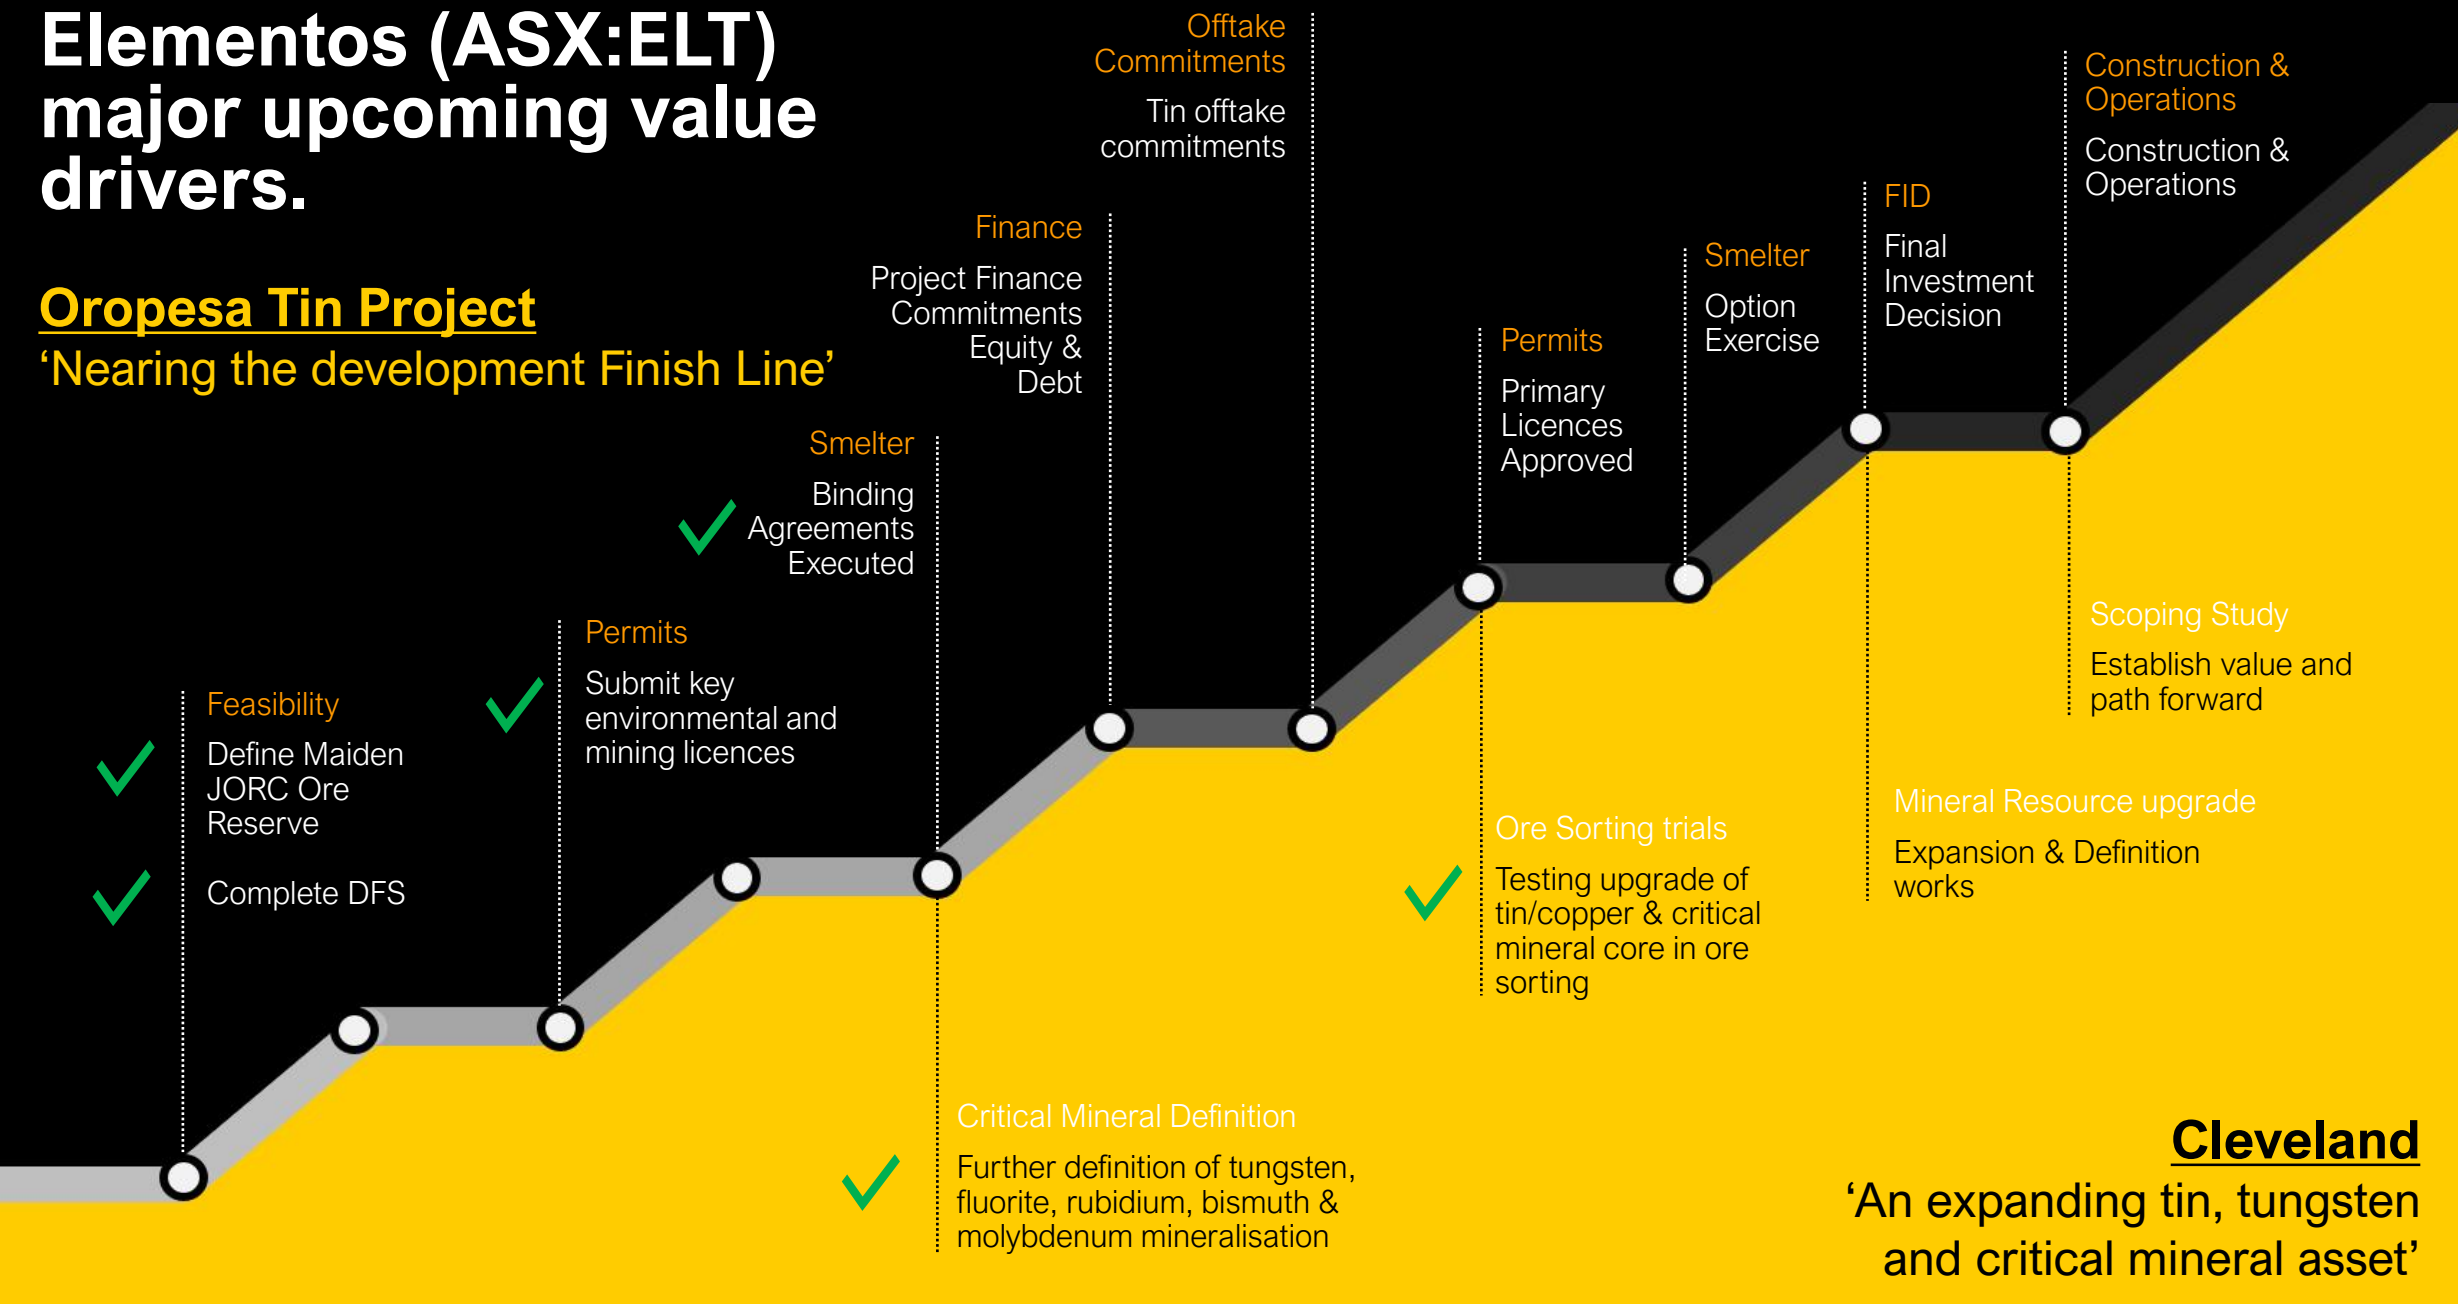 Elementos (ASX:ELT)
major upcoming value
drivers.
Oropesa Tin Project
‘Nearing the development Finish Line’
Feasibility
Define Maiden
JORC Ore
Reserve
Complete DFS
Permits
Submit key
environmental and
mining licences
Smelter
Binding
Agreements
Executed
Finance
Project Finance
Commitments
Equity &
Debt
Offtake
Commitments
Tin offtake
commitments
Permits
Primary
Licences
Approved
Smelter
Option
Exercise
FID
Final
Investment
Decision
Construction &
Operations
Construction &
Operations
Critical Mineral Definition
Further definition of tungsten,
fluorite, rubidium, bismuth &
molybdenum mineralisation
Ore Sorting trials
Testing upgrade of
tin/copper & critical
mineral core in ore
sorting
Mineral Resource upgrade
Expansion & Definition
works
Scoping Study
Establish value and
path forward
Cleveland
‘An expanding tin, tungsten
and critical mineral asset’